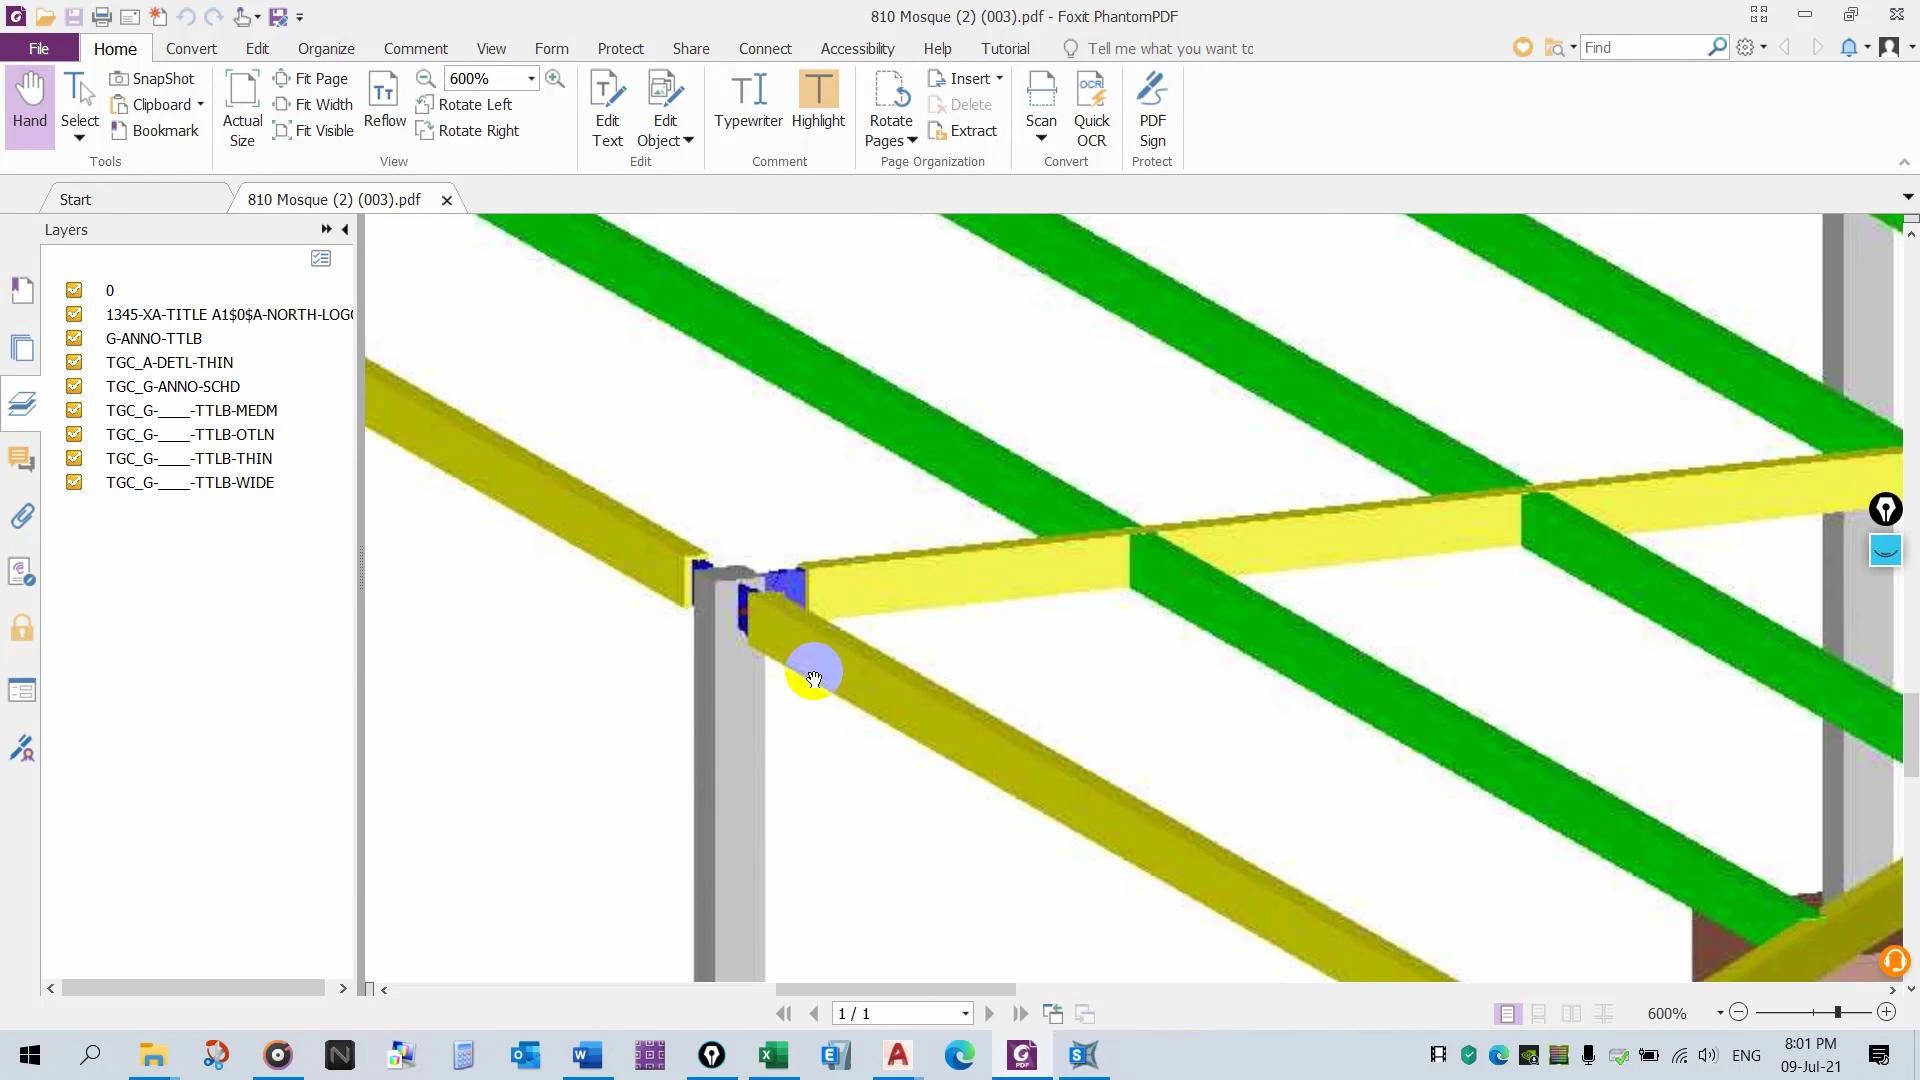 810 Mosque (2) (003).pdf - Foxit PhantomPDF
File Home Convert Edit Organize Comment View Form Protect Share Connect Accessibility Help Tutorial Tell me what you want to Find
Hand
Select
SnapShot
Clipboard
Bookmark
Tools
Actual Size
Fit Page
Fit Width
Fit Visible
Reflow
600%
Rotate Left
Rotate Right
View
Edit Text
Edit Object
Edit
Typewriter
Highlight
Comment
Rotate Pages
Insert
Delete
Extract
Page Organization
Scan
Quick OCR
Convert
PDF Sign
Protect
Start
810 Mosque (2) (003).pdf
Layers
0
1345-XA-TITLE A1$0$A-NORTH-LOG
G-ANNO-TTLB
TGC_A-DETL-THIN
TGC_G-ANNO-SCHD
TGC_G-____-TTLB-MEDM
TGC_G-____-TTLB-OTLN
TGC_G-____-TTLB-THIN
TGC_G-____-TTLB-WIDE
1 / 1
600%
ENG
8:01 PM
09-Jul-21